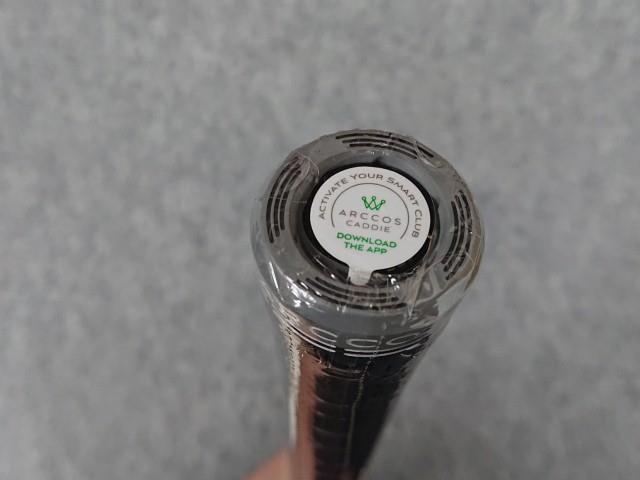 ACTIVATE YOUR SMART CLUB
ARCCOS
CADDIE
DOWNLOAD
THE APP